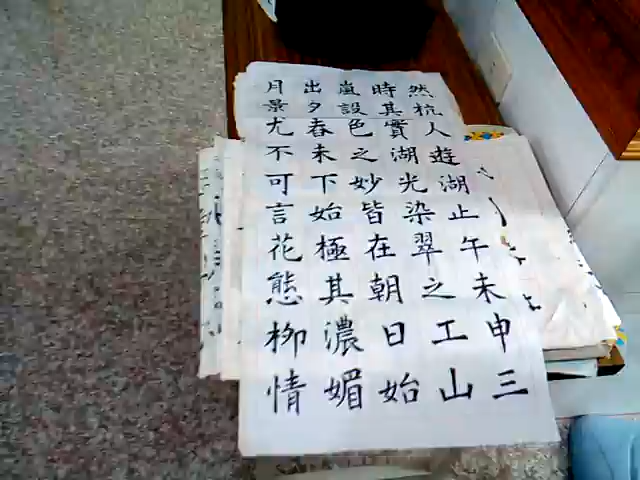 然杭人遊湖止午未申三
時其實湖光染翠之工山
嵐設色之妙皆在朝日始
出夕舂未下始極其濃媚
月景尤不可言花態柳情